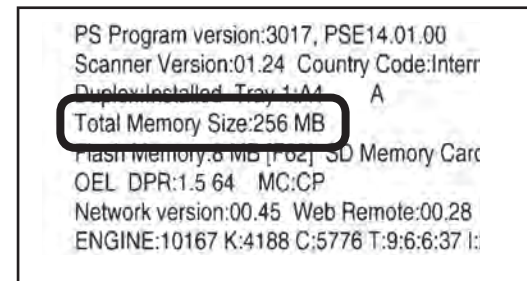 PS Program version:3017, PSE14.01.00
Scanner Version:01.24 Country Code:Intern
Duplex:Installed Tray 1:A4 A
Total Memory Size:256 MB
Flash Memory:8 MB [F62] SD Memory Card
OEL DPR:1.5 64 MC:CP
Network version:00.45 Web Remote:00.28
ENGINE:10167 K:4188 C:5776 T:9:6:6:37 I: